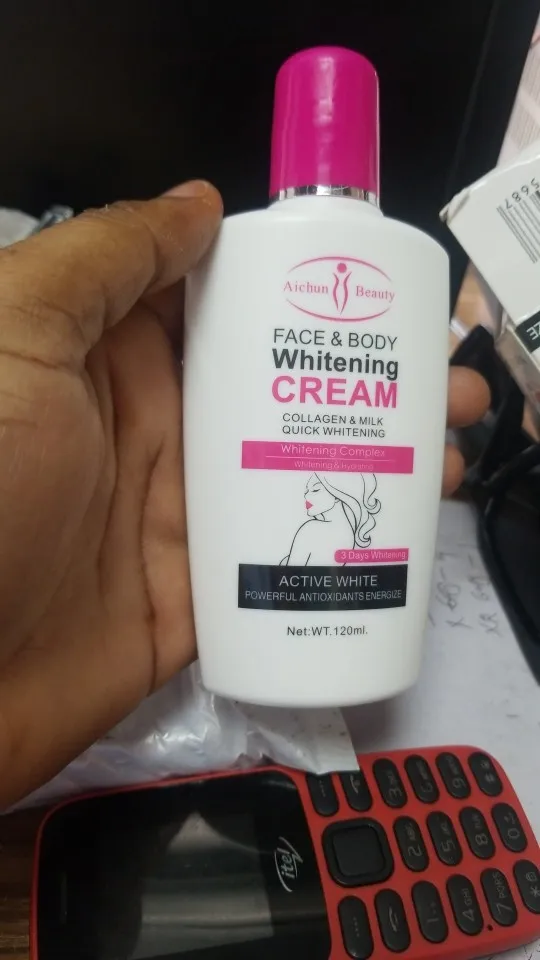 Aichun Beauty
FACE & BODY
Whitening
CREAM
COLLAGEN & MILK
QUICK WHITENING
Whitening Complex
Whitening & Hydrating
3 Days Whitening
ACTIVE WHITE
POWERFUL ANTIOXIDANTS ENERGIZE
Net:WT.120ml.
itel